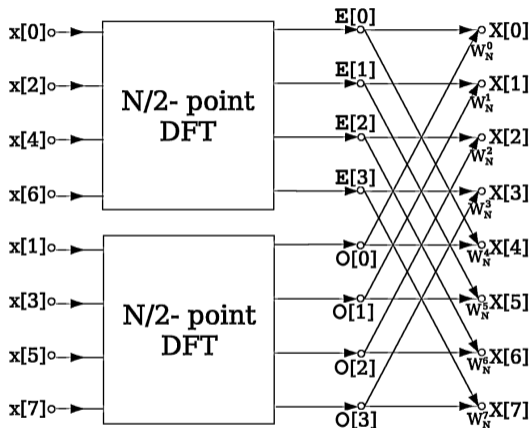 x[0] E[0] X[0]
W_N^0
x[2] E[1] X[1]
W_N^1
N/2- point
DFT
x[4] E[2] X[2]
W_N^2
x[6] E[3] X[3]
W_N^3
x[1] O[0] X[4]
W_N^4
x[3] O[1] X[5]
W_N^5
N/2- point
DFT
x[5] O[2] X[6]
W_N^6
x[7] O[3] X[7]
W_N^7